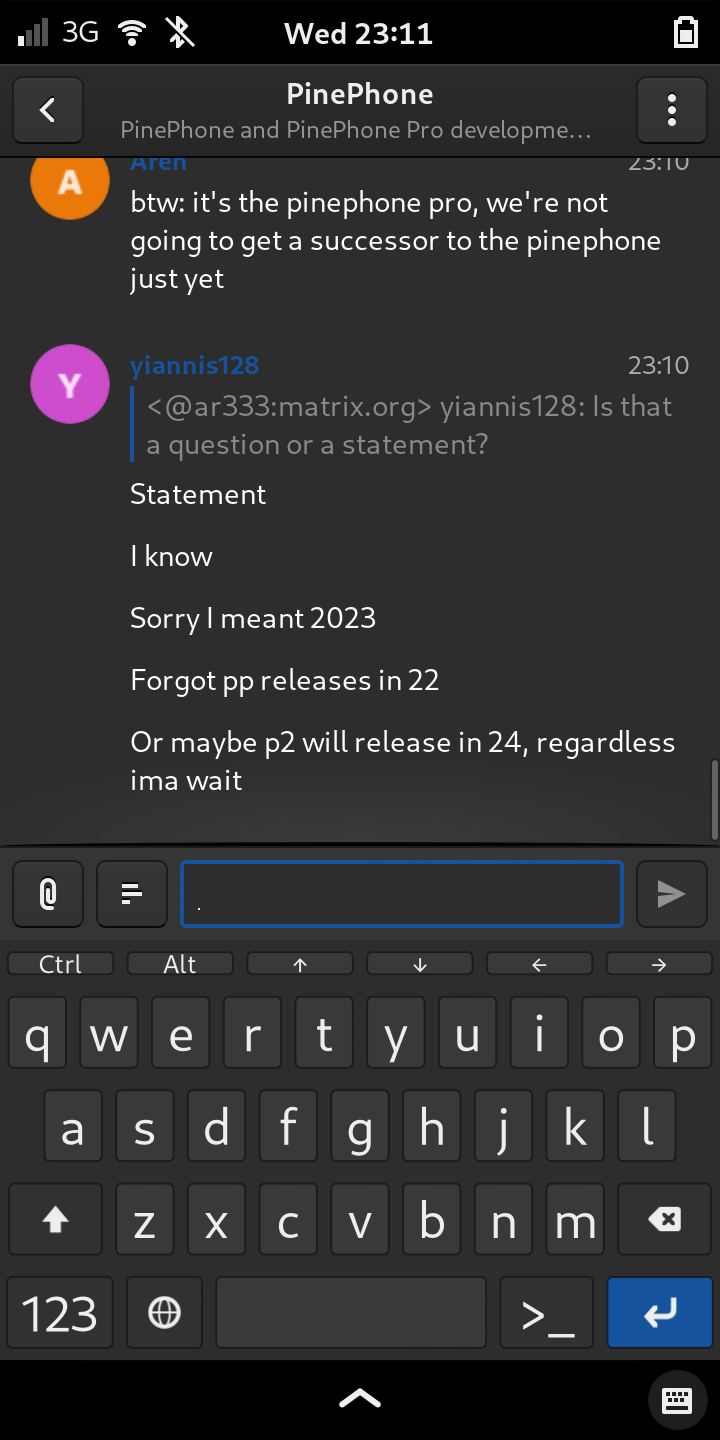 3G
Wed 23:11
PinePhone
PinePhone and PinePhone Pro developme…
A
Aren
23:10
btw: it's the pinephone pro, we're not
going to get a successor to the pinephone
just yet
Y
yiannis128
23:10
<@ar333:matrix.org> yiannis128: Is that
a question or a statement?
Statement
I know
Sorry I meant 2023
Forgot pp releases in 22
Or maybe p2 will release in 24, regardless
ima wait
.
Ctrl Alt ↑ ↓ ← →
q w e r t y u i o p
a s d f g h j k l
z x c v b n m
123 >_